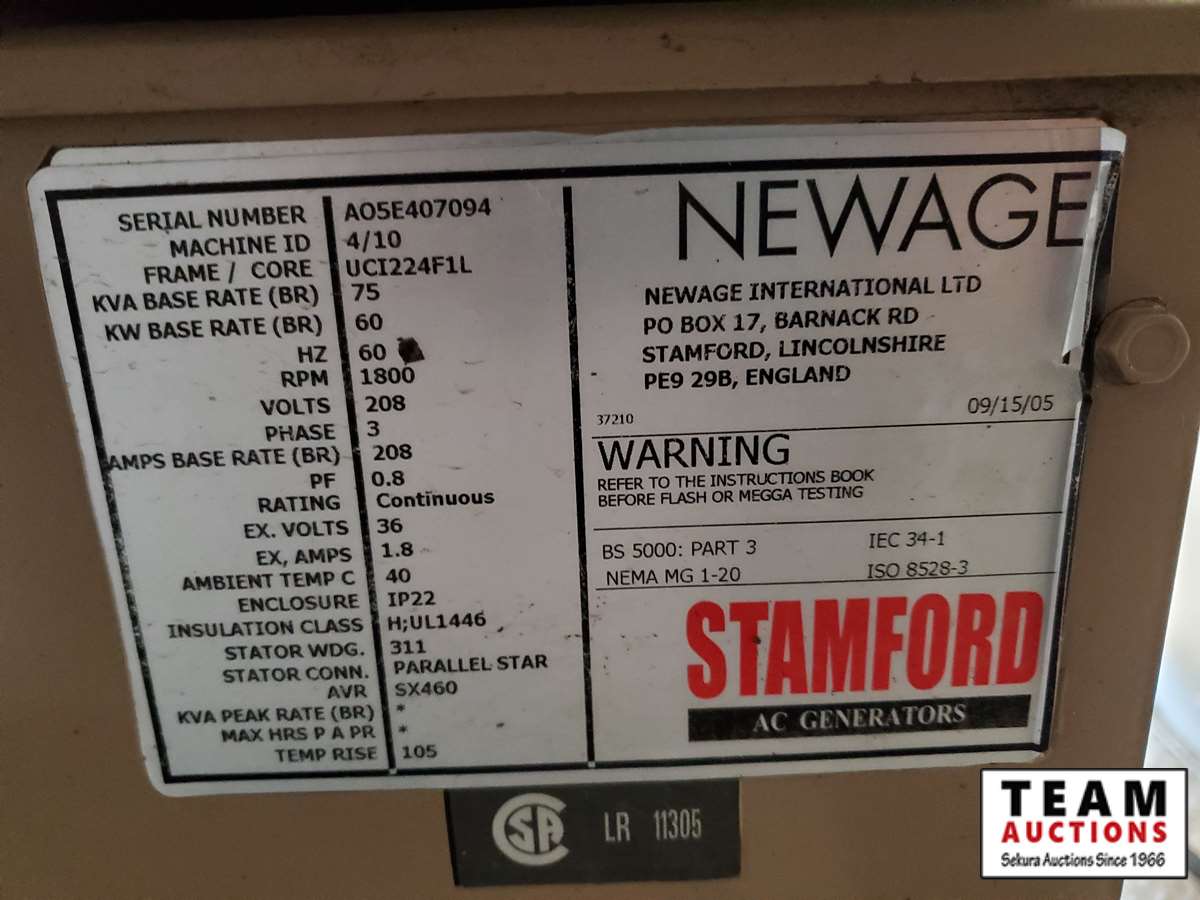 SERIAL NUMBER A05E407094
MACHINE ID 4/10
FRAME / CORE UCI224F1L
KVA BASE RATE (BR) 75
KW BASE RATE (BR) 60
HZ 60
RPM 1800
VOLTS 208
PHASE 3
AMPS BASE RATE (BR) 208
PF 0.8
RATING Continuous
EX. VOLTS 36
EX, AMPS 1.8
AMBIENT TEMP C 40
ENCLOSURE IP22
INSULATION CLASS H;UL1446
STATOR WDG. 311
STATOR CONN. PARALLEL STAR
AVR SX460
KVA PEAK RATE (BR) *
MAX HRS P A PR *
TEMP RISE 105
NEWAGE
NEWAGE INTERNATIONAL LTD
PO BOX 17, BARNACK RD
STAMFORD, LINCOLNSHIRE
PE9 29B, ENGLAND
37210 09/15/05
WARNING
REFER TO THE INSTRUCTIONS BOOK
BEFORE FLASH OR MEGGA TESTING
BS 5000: PART 3 IEC 34-1
NEMA MG 1-20 ISO 8528-3
STAMFORD
AC GENERATORS
CSA LR 11305
TEAM
AUCTIONS
Sekura Auctions Since 1966